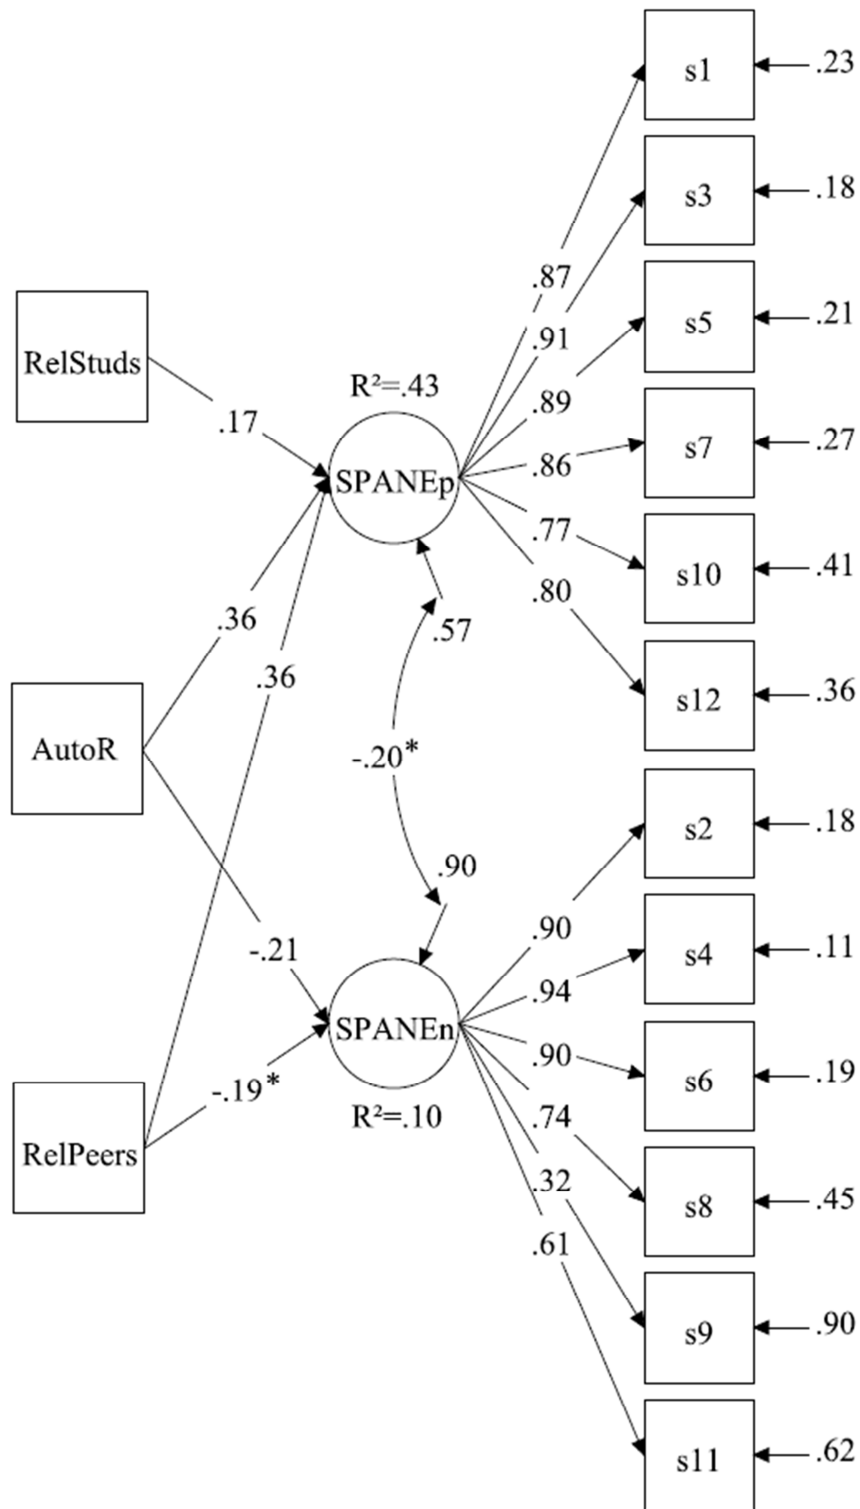 s1
.23
s3
.18
.87
s5
.21
.91
RelStuds
R²=.43
.89
s7
.27
.17
.86
SPANEp
.77
s10
.41
.80
.36
.57
.36
s12
.36
AutoR
-.20*
s2
.18
.90
.90
-.21
s4
.11
.94
SPANEn
.90
s6
.19
-.19*
R²=.10
.74
RelPeers
.32
s8
.45
.61
s9
.90
s11
.62